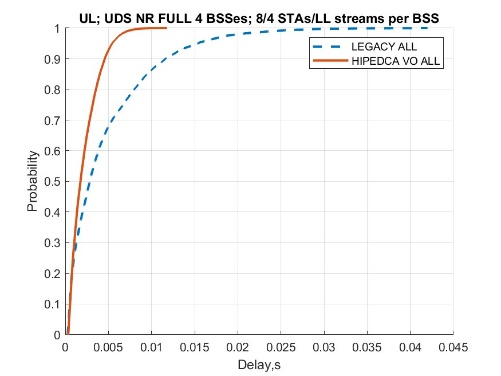 UL; UDS NR FULL 4 BSSes; 8/4 STAs/LL streams per BSS
LEGACY ALL
HIPEDCA VO ALL
1
0.9
0.8
0.7
0.6
0.5
0.4
0.3
0.2
0.1
0
Probability
0 0.005 0.01 0.015 0.02 0.025 0.03 0.035 0.04 0.045
Delay,s